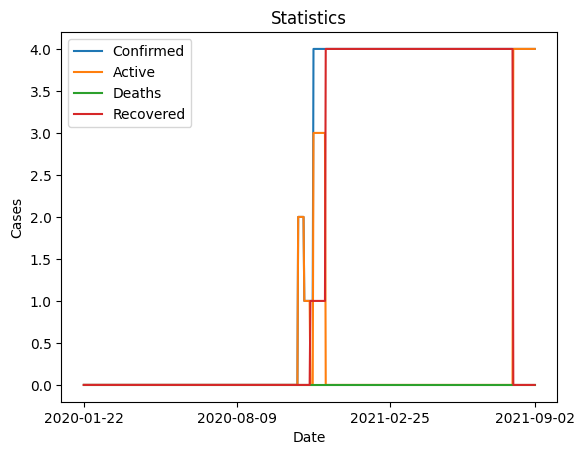 Statistics
Confirmed
Active
Deaths
Recovered
Cases
4.0
3.5
3.0
2.5
2.0
1.5
1.0
0.5
0.0
2020-01-22 2020-08-09 2021-02-25 2021-09-02
Date